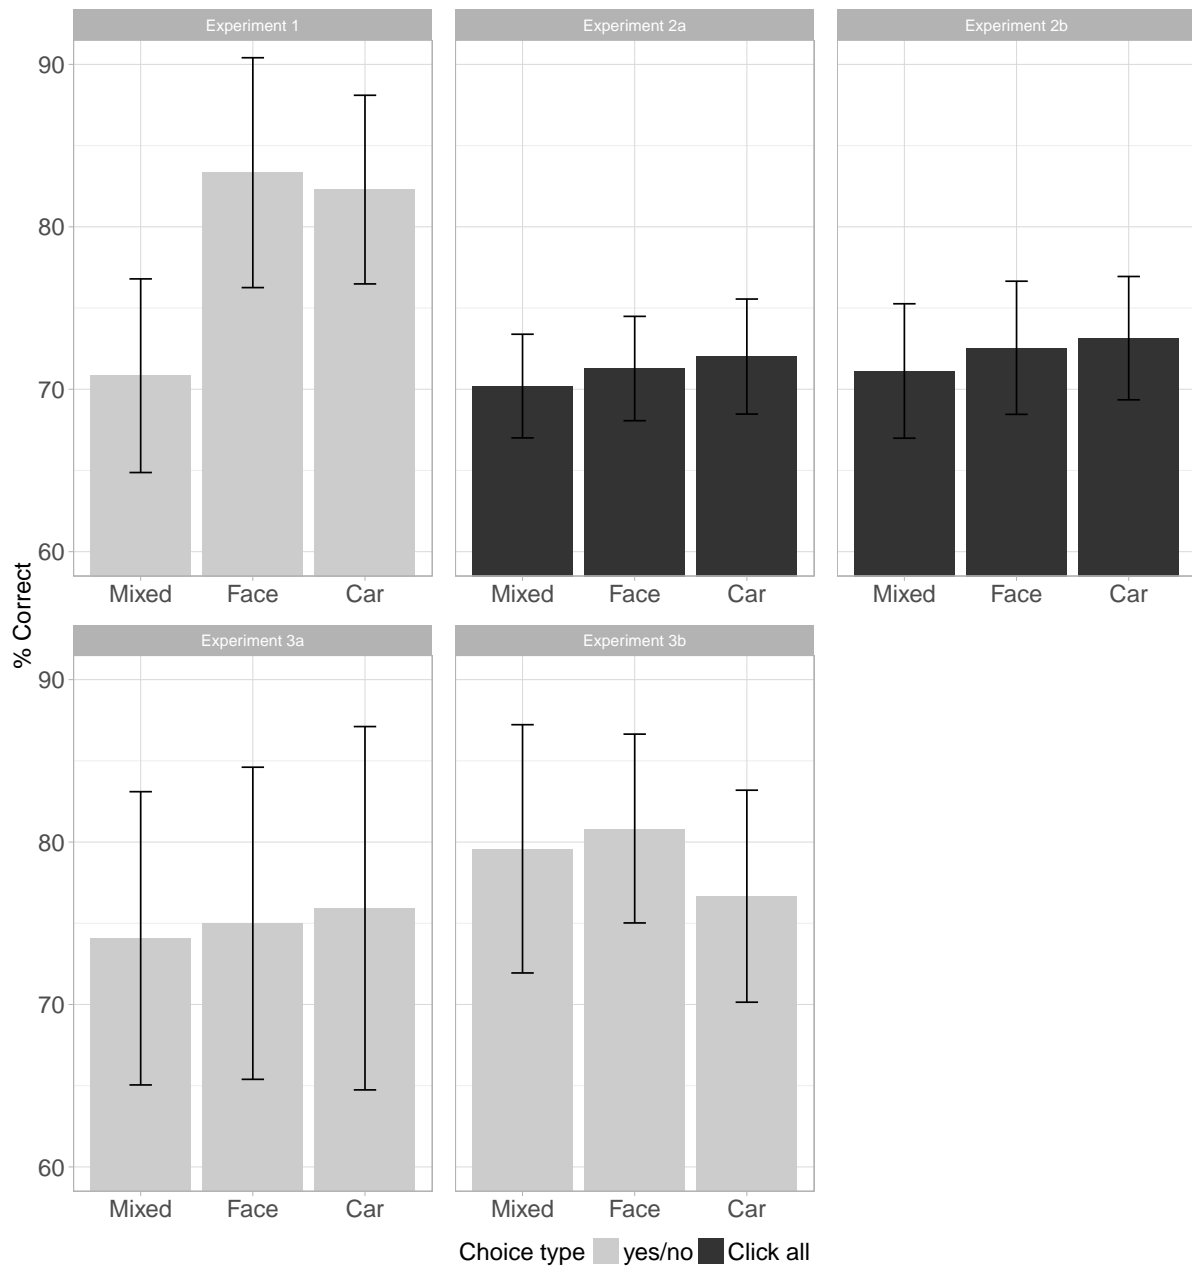 Experiment 1 Experiment 2a Experiment 2b
90
80
70
60
Mixed Face Car Mixed Face Car Mixed Face Car
% Correct
Experiment 3a Experiment 3b
90
80
70
60
Mixed Face Car Mixed Face Car
Choice type yes/no Click all